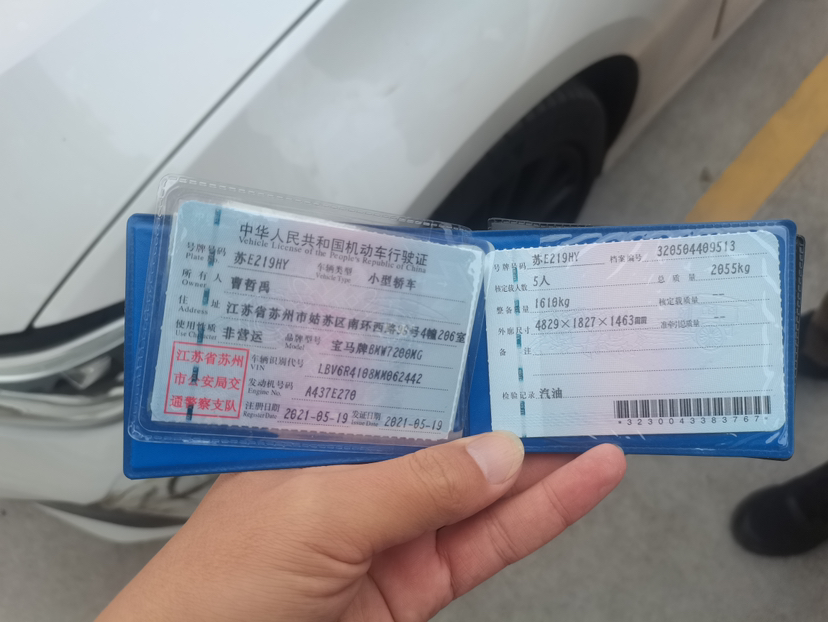 中华人民共和国机动车行驶证
Vehicle License of the People's Republic of China
号牌号码 Plate No. 苏E219HY 车辆类型 Vehicle Type 小型轿车
所有人 Owner 曹哲禹
住址 Address 江苏省苏州市姑苏区南环西路 号4幢206室
使用性质 Use Character 非营运 品牌型号 Model 宝马牌BMW7200MG
江苏省苏州
市公安局交
通警察支队
车辆识别代号 VIN LBV6R4108MM062442
发动机号码 Engine No. A437E270
注册日期 Register Date 2021-05-19 发证日期 Issue Date 2021-05-19
号牌号码 苏E219HY 档案编号 320504409513
核定载人数 5人 总质量 2055kg
整备质量 1610kg 核定载质量 --
外廓尺寸 4829×1827×1463mm 准牵引总质量 --
备注
检验记录 汽油
*3230043383767*